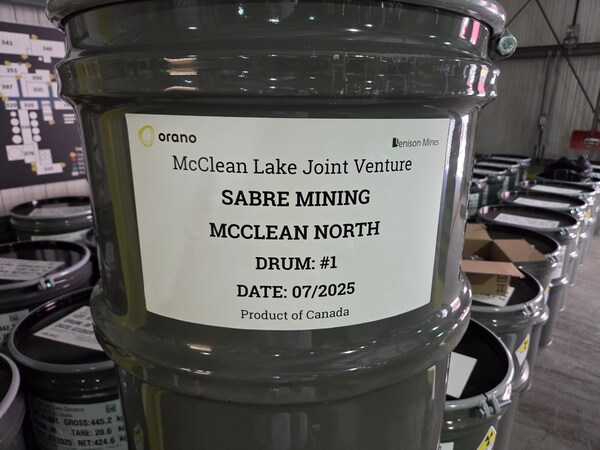 orano
Denison Mines
McClean Lake Joint Venture
SABRE MINING
MCCLEAN NORTH
DRUM: #1
DATE: 07/2025
Product of Canada
GROSS:445.2
TARE: 20.6
NET:424.6